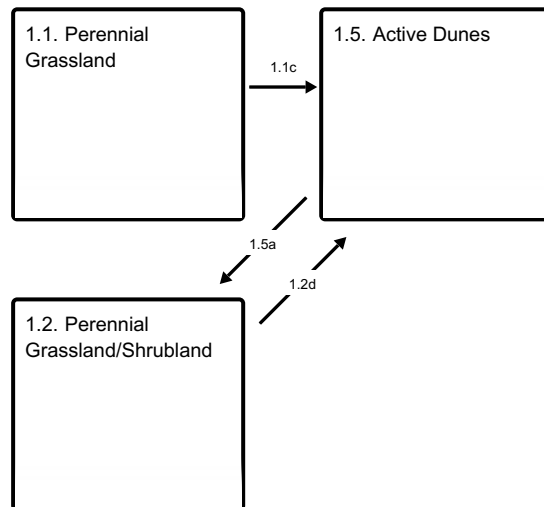 1.1. Perennial
Grassland
1.1c
1.5. Active Dunes
1.5a
1.2d
1.2. Perennial
Grassland/Shrubland